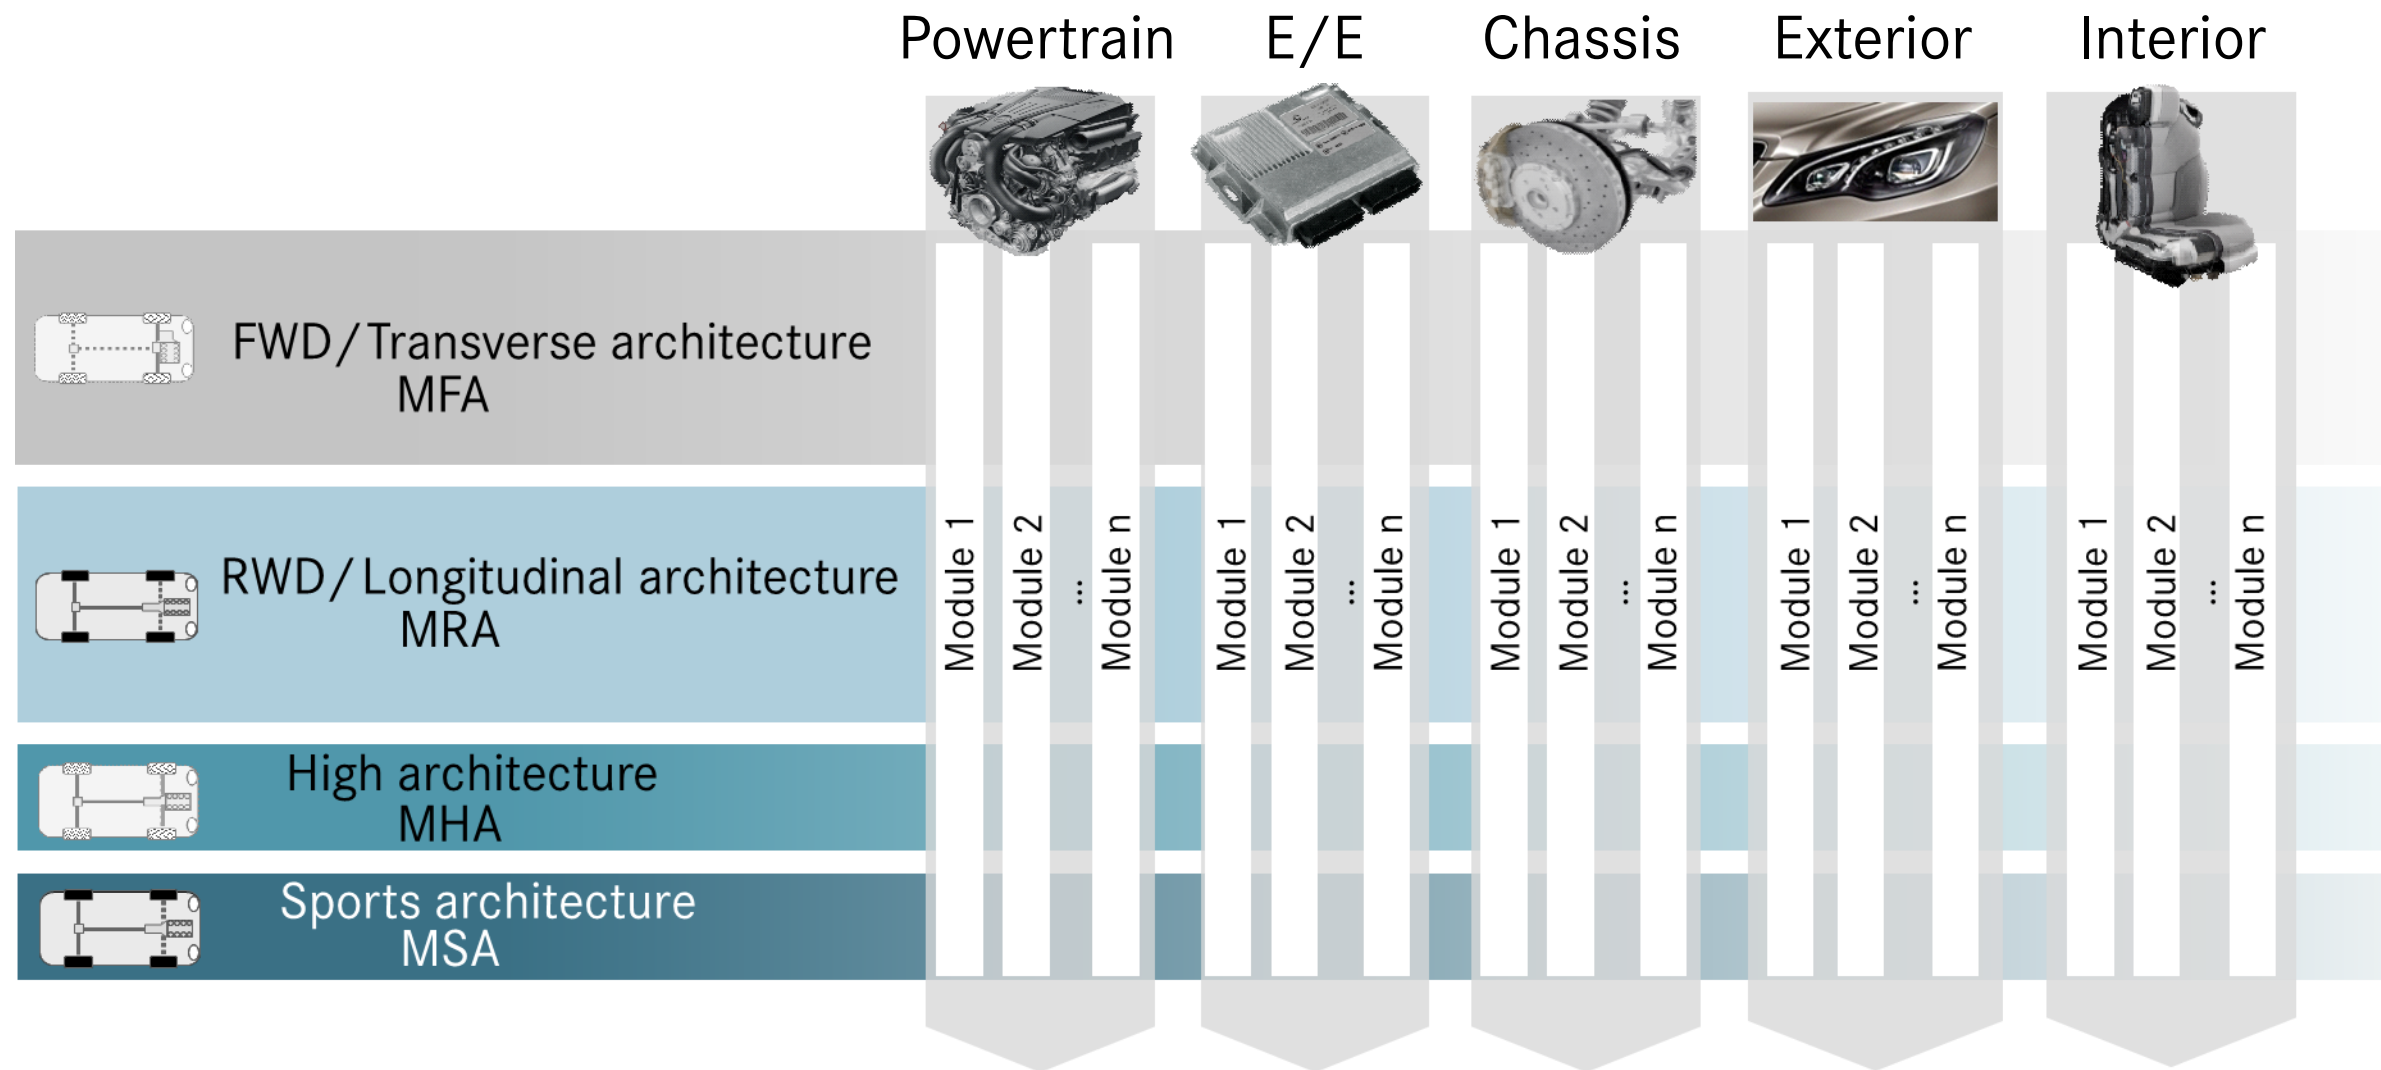 Powertrain
E/E
Chassis
Exterior
Interior
FWD/Transverse architecture
MFA
RWD/Longitudinal architecture
MRA
High architecture
MHA
Sports architecture
MSA
Module 1
Module 2
...
Module n
Module 1
Module 2
...
Module n
Module 1
Module 2
...
Module n
Module 1
Module 2
...
Module n
Module 1
Module 2
...
Module n